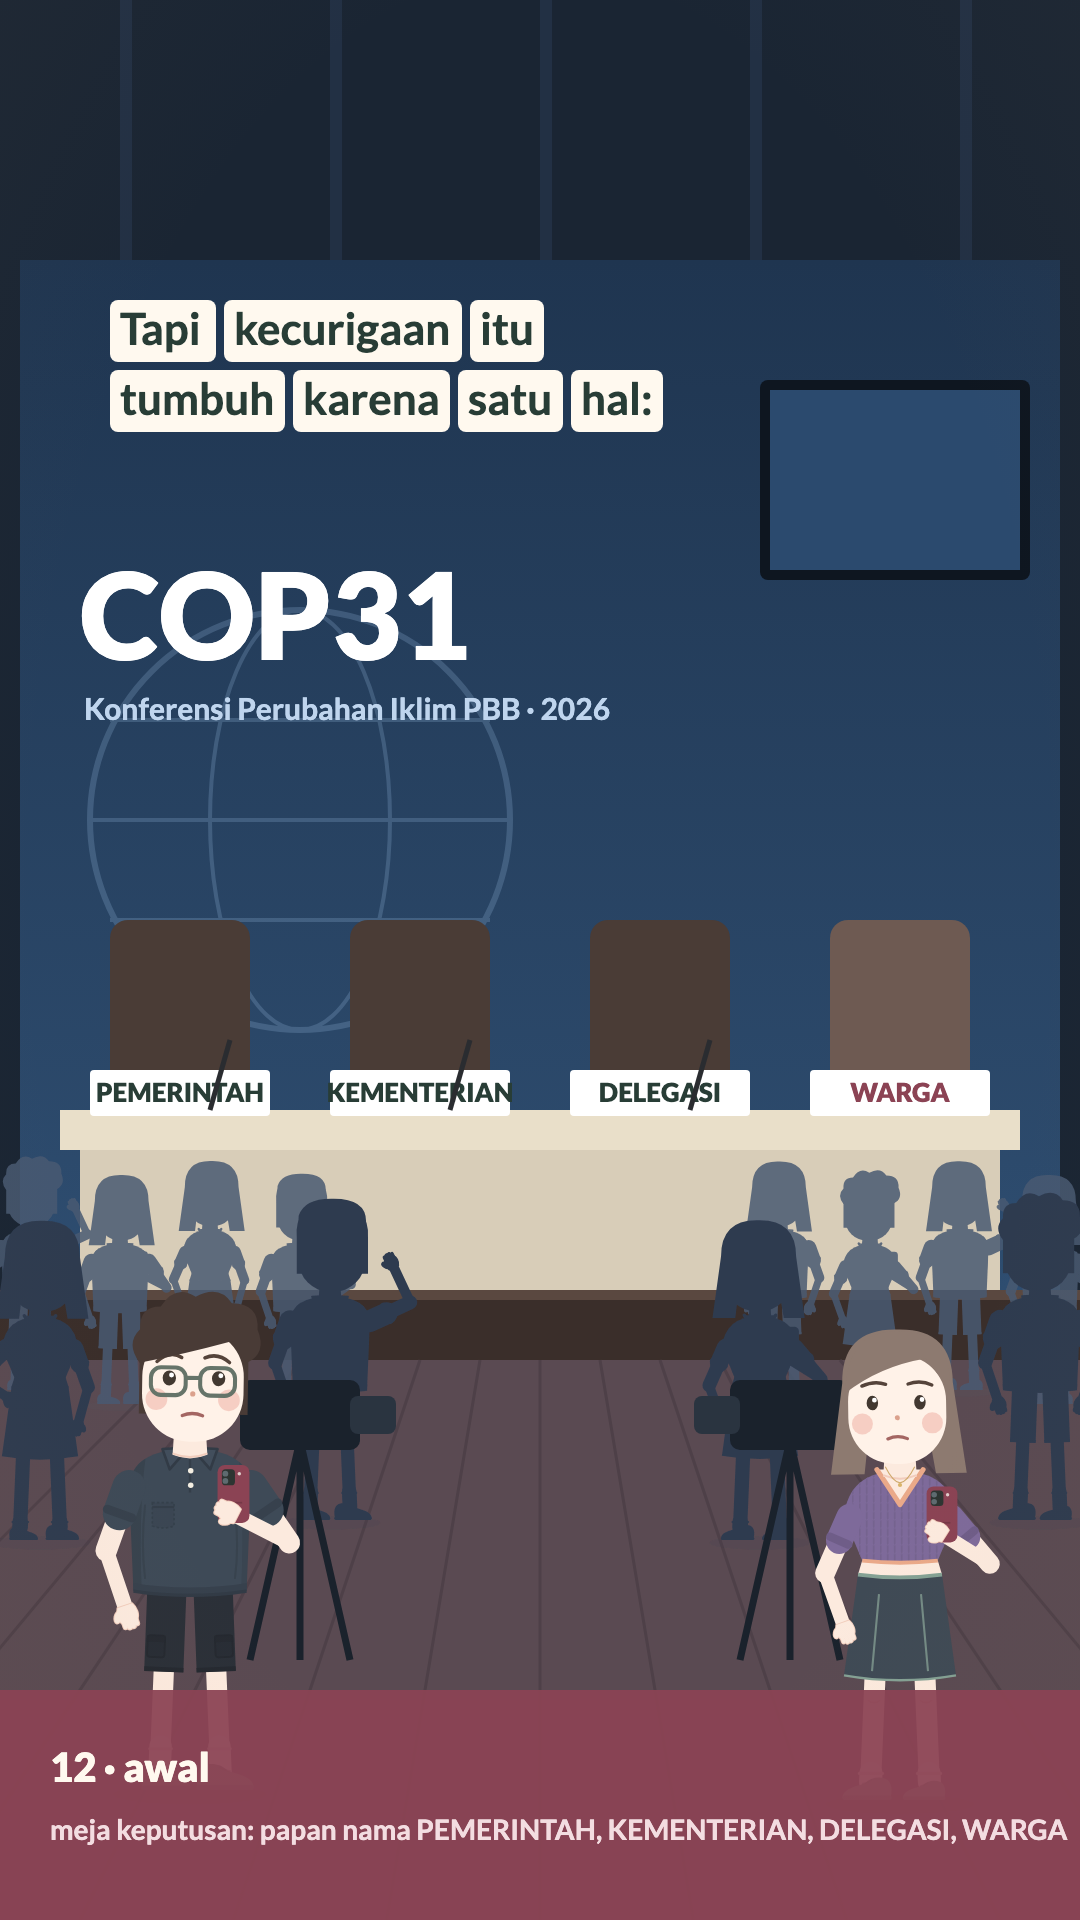 Tapi kecurigaan itu
tumbuh karena satu hal:
COP31
Konferensi Perubahan Iklim PBB · 2026
PEMERINTAH KEMENTERIAN DELEGASI WARGA
12 · awal
meja keputusan: papan nama PEMERINTAH, KEMENTERIAN, DELEGASI, WARGA